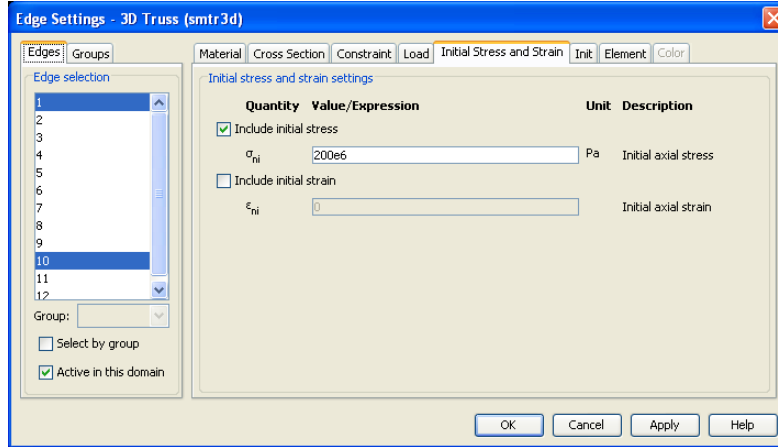 Edge Settings - 3D Truss (smtr3d)
Edges Groups
Material Cross Section Constraint Load Initial Stress and Strain Init Element Color
Edge selection
1
2
3
4
5
6
7
8
9
10
11
12
Group:
Select by group
Active in this domain
Initial stress and strain settings
Quantity Value/Expression Unit Description
Include initial stress
σni 200e6 Pa Initial axial stress
Include initial strain
εni 0 Initial axial strain
OK Cancel Apply Help